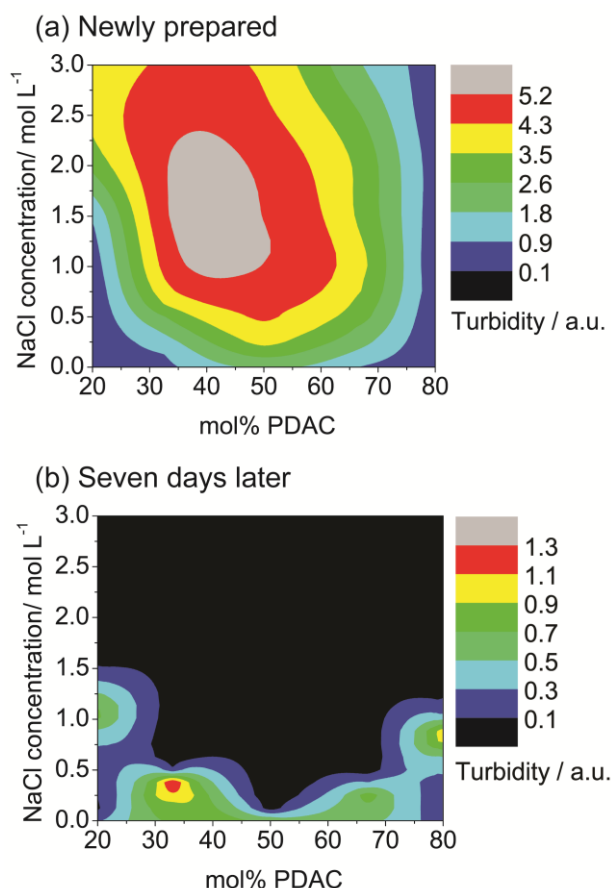 (a) Newly prepared
NaCl concentration/ mol L⁻¹
3.0
2.5
2.0
1.5
1.0
0.5
0.0
20 30 40 50 60 70 80
mol% PDAC
5.2
4.3
3.5
2.6
1.8
0.9
0.1
Turbidity / a.u.
(b) Seven days later
NaCl concentration/ mol L⁻¹
3.0
2.5
2.0
1.5
1.0
0.5
0.0
20 30 40 50 60 70 80
mol% PDAC
1.3
1.1
0.9
0.7
0.5
0.3
0.1
Turbidity / a.u.